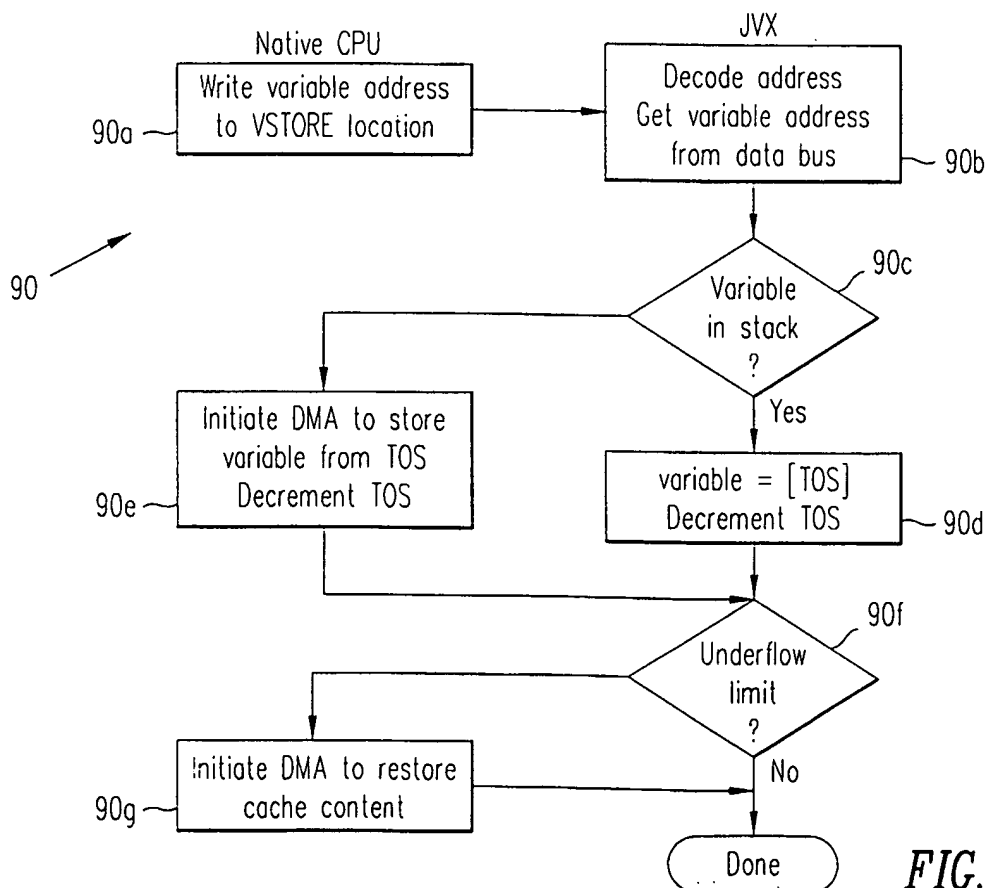 Native CPU
JVX
Write variable address
to VSTORE location
90a
Decode address
Get variable address
from data bus
90b
90
90c
Variable
in stack
?
Yes
Initiate DMA to store
variable from TOS
Decrement TOS
90e
variable = [TOS]
Decrement TOS
90d
90f
Underflow
limit
?
No
Initiate DMA to restore
cache content
90g
Done
FIG.